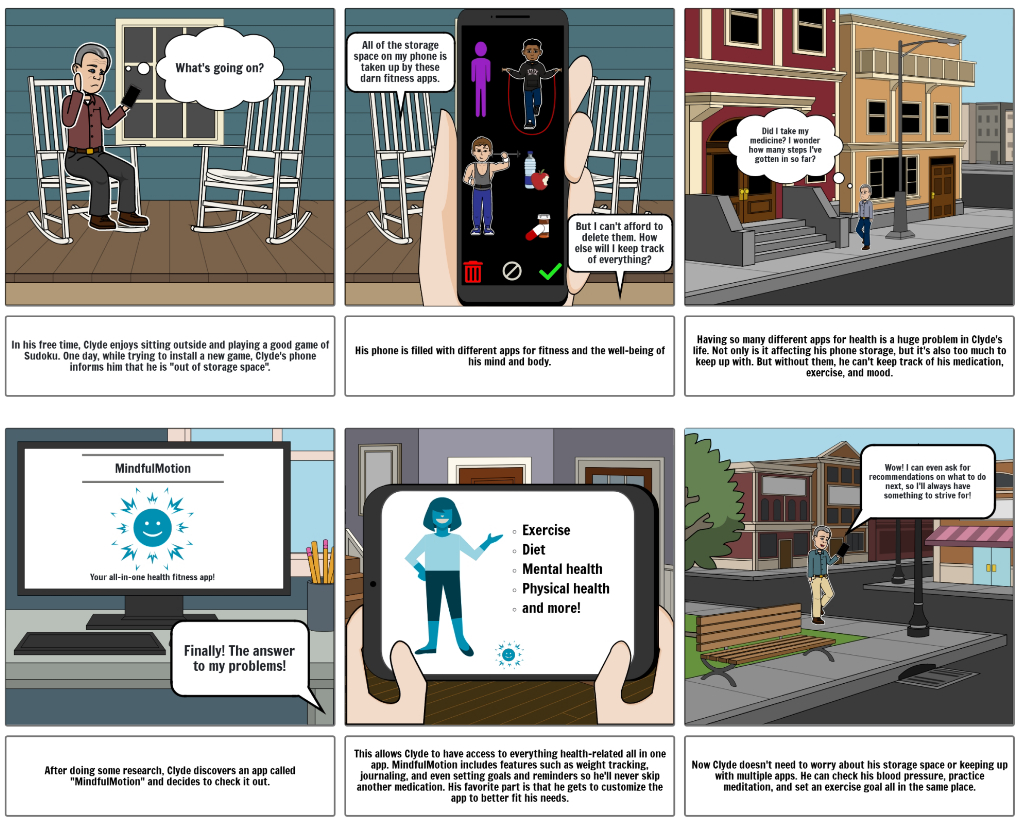 What's going on?
All of the storage
space on my phone is
taken up by these
darn fitness apps.
But I can't afford to
delete them. How
else will I keep track
of everything?
Did I take my
medicine? I wonder
how many steps I've
gotten in so far?
In his free time, Clyde enjoys sitting outside and playing a good game of
Sudoku. One day, while trying to install a new game, Clyde's phone
informs him that he is "out of storage space".
His phone is filled with different apps for fitness and the well-being of
his mind and body.
Having so many different apps for health is a huge problem in Clyde's
life. Not only is it affecting his phone storage, but it's also too much to
keep up with. But without them, he can't keep track of his medication,
exercise, and mood.
MindfulMotion
Your all-in-one health fitness app!
Finally! The answer
to my problems!
Exercise
Diet
Mental health
Physical health
and more!
Wow! I can even ask for
recommendations on what to do
next, so I'll always have
something to strive for!
After doing some research, Clyde discovers an app called
"MindfulMotion" and decides to check it out.
This allows Clyde to have access to everything health-related all in one
app. MindfulMotion includes features such as weight tracking,
journaling, and even setting goals and reminders so he'll never skip
another medication. His favorite part is that he gets to customize the
app to better fit his needs.
Now Clyde doesn't need to worry about his storage space or keeping up
with multiple apps. He can check his blood pressure, practice
meditation, and set an exercise goal all in the same place.